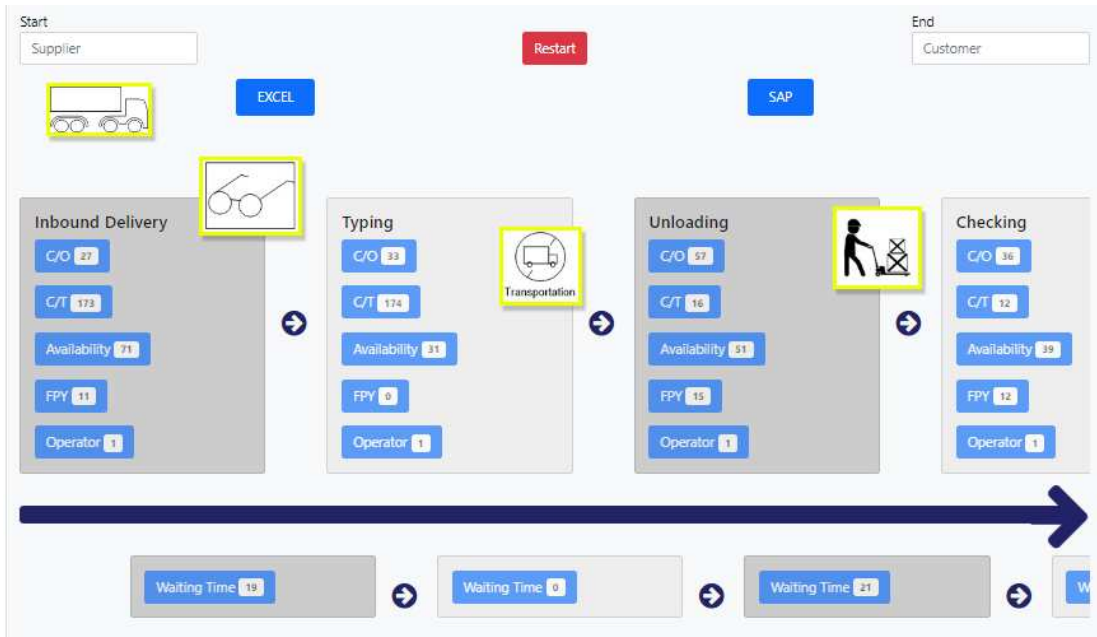 Start
End
Supplier
Restart
Customer
EXCEL
SAP
Inbound Delivery
C/O 27
C/T 173
Availability 71
FPY 11
Operator 1
Typing
C/O 33
C/T 174
Availability 31
FPY 0
Operator 1
Transportation
Unloading
C/O 57
C/T 16
Availability 51
FPY 15
Operator 1
Checking
C/O 36
C/T 12
Availability 39
FPY 12
Operator 1
Waiting Time 19
Waiting Time 0
Waiting Time 21
W